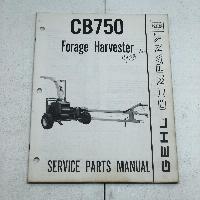 CB750
Forage Harvester
GEHL
SERVICE PARTS MANUAL